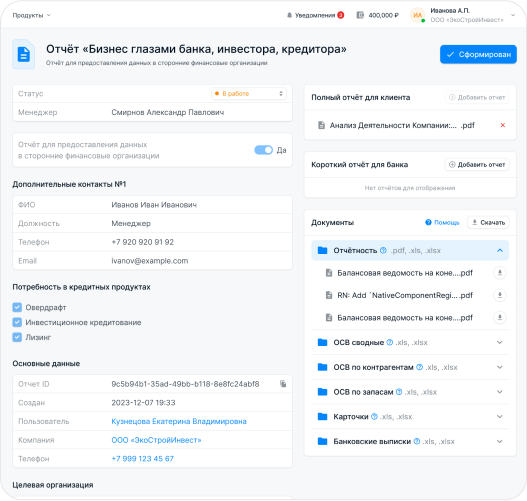 Продукты
Уведомления 3
400,000 ₽
ИА
Иванова А.П.
ООО «ЭкоСтройИнвест»
Отчёт «Бизнес глазами банка, инвестора, кредитора»
Отчёт для предоставления данных в сторонние финансовые организации
Сформирован
Статус
В работе
Менеджер
Смирнов Александр Павлович
Отчёт для предоставления данных
в сторонние финансовые организации
Да
Дополнительные контакты №1
ФИО
Иванов Иван Иванович
Должность
Менеджер
Телефон
+7 920 920 91 92
Email
ivanov@example.com
Потребность в кредитных продуктах
Овердрафт
Инвестиционное кредитование
Лизинг
Основные данные
Отчет ID
9c5b94b1-35ad-49bb-b118-8e8fc24abf8
Создан
2023-12-07 19:33
Пользователь
Кузнецова Екатерина Владимировна
Компания
ООО «ЭкоСтройИнвест»
Телефон
+7 999 123 45 67
Целевая организация
Полный отчёт для клиента
Добавить отчет
Анализ Деятельности Компании:... .pdf
Короткий отчёт для банка
Добавить отчет
Нет отчётов для отображения
Документы
Помощь
Скачать
Отчётность .pdf, .xls, .xlsx
Балансовая ведомость на коне....pdf
RN: Add `NativeComponentRegi....pdf
Балансовая ведомость на коне....pdf
ОСВ сводные .xls, .xlsx
ОСВ по контрагентам .xls, .xlsx
ОСВ по запасам .xls, .xlsx
Карточки .xls, .xlsx
Банковские выписки .xls, .xlsx